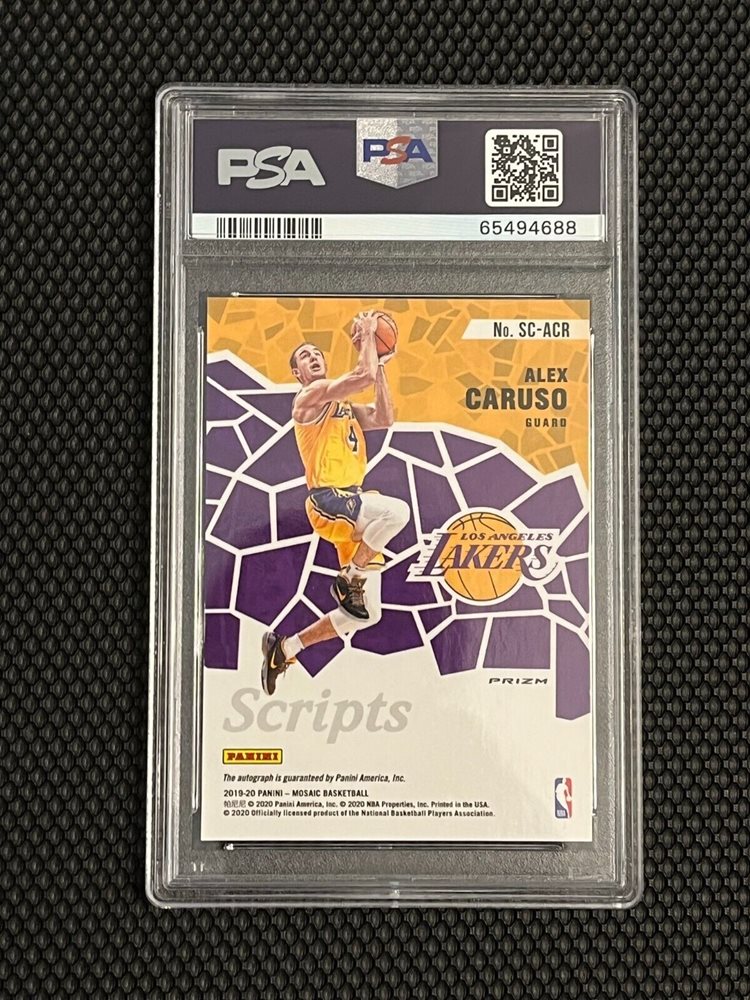 PSA
PSA
65494688
No. SC-ACR
ALEX
CARUSO
GUARD
4
LOS ANGELES
LAKERS
PRIZM
Scripts
PANINI
The autograph is guaranteed by Panini America, Inc.
2019-20 PANINI – MOSAIC BASKETBALL
帕尼尼 © 2020 Panini America, Inc. © 2020 NBA Properties, Inc. Printed in the USA.
© 2020 Officially licensed product of the National Basketball Players Association.
NBA